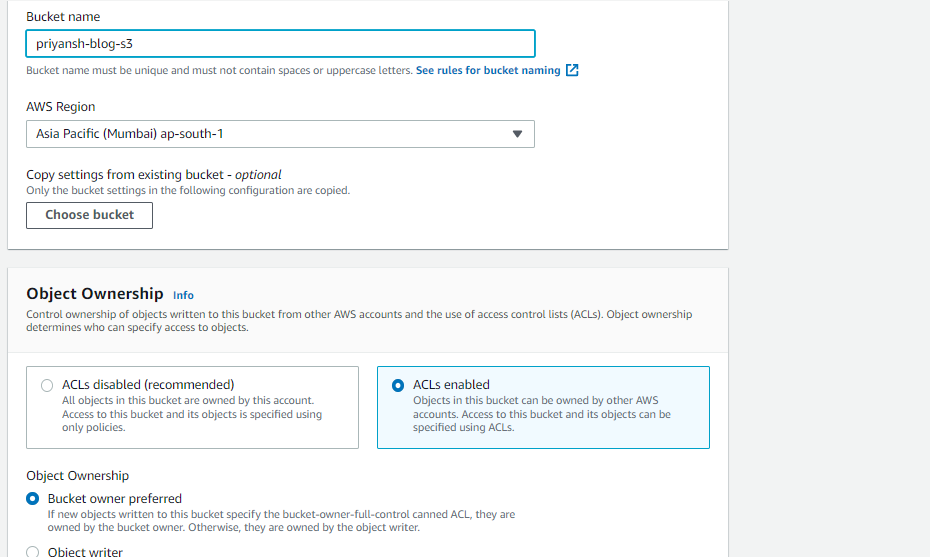 Bucket name
priyansh-blog-s3
Bucket name must be unique and must not contain spaces or uppercase letters. See rules for bucket naming
AWS Region
Asia Pacific (Mumbai) ap-south-1
Copy settings from existing bucket - optional
Only the bucket settings in the following configuration are copied.
Choose bucket
Object Ownership Info
Control ownership of objects written to this bucket from other AWS accounts and the use of access control lists (ACLs). Object ownership
determines who can specify access to objects.
ACLs disabled (recommended)
All objects in this bucket are owned by this account.
Access to this bucket and its objects is specified using
only policies.
ACLs enabled
Objects in this bucket can be owned by other AWS
accounts. Access to this bucket and its objects can be
specified using ACLs.
Object Ownership
Bucket owner preferred
If new objects written to this bucket specify the bucket-owner-full-control canned ACL, they are
owned by the bucket owner. Otherwise, they are owned by the object writer.
Object writer